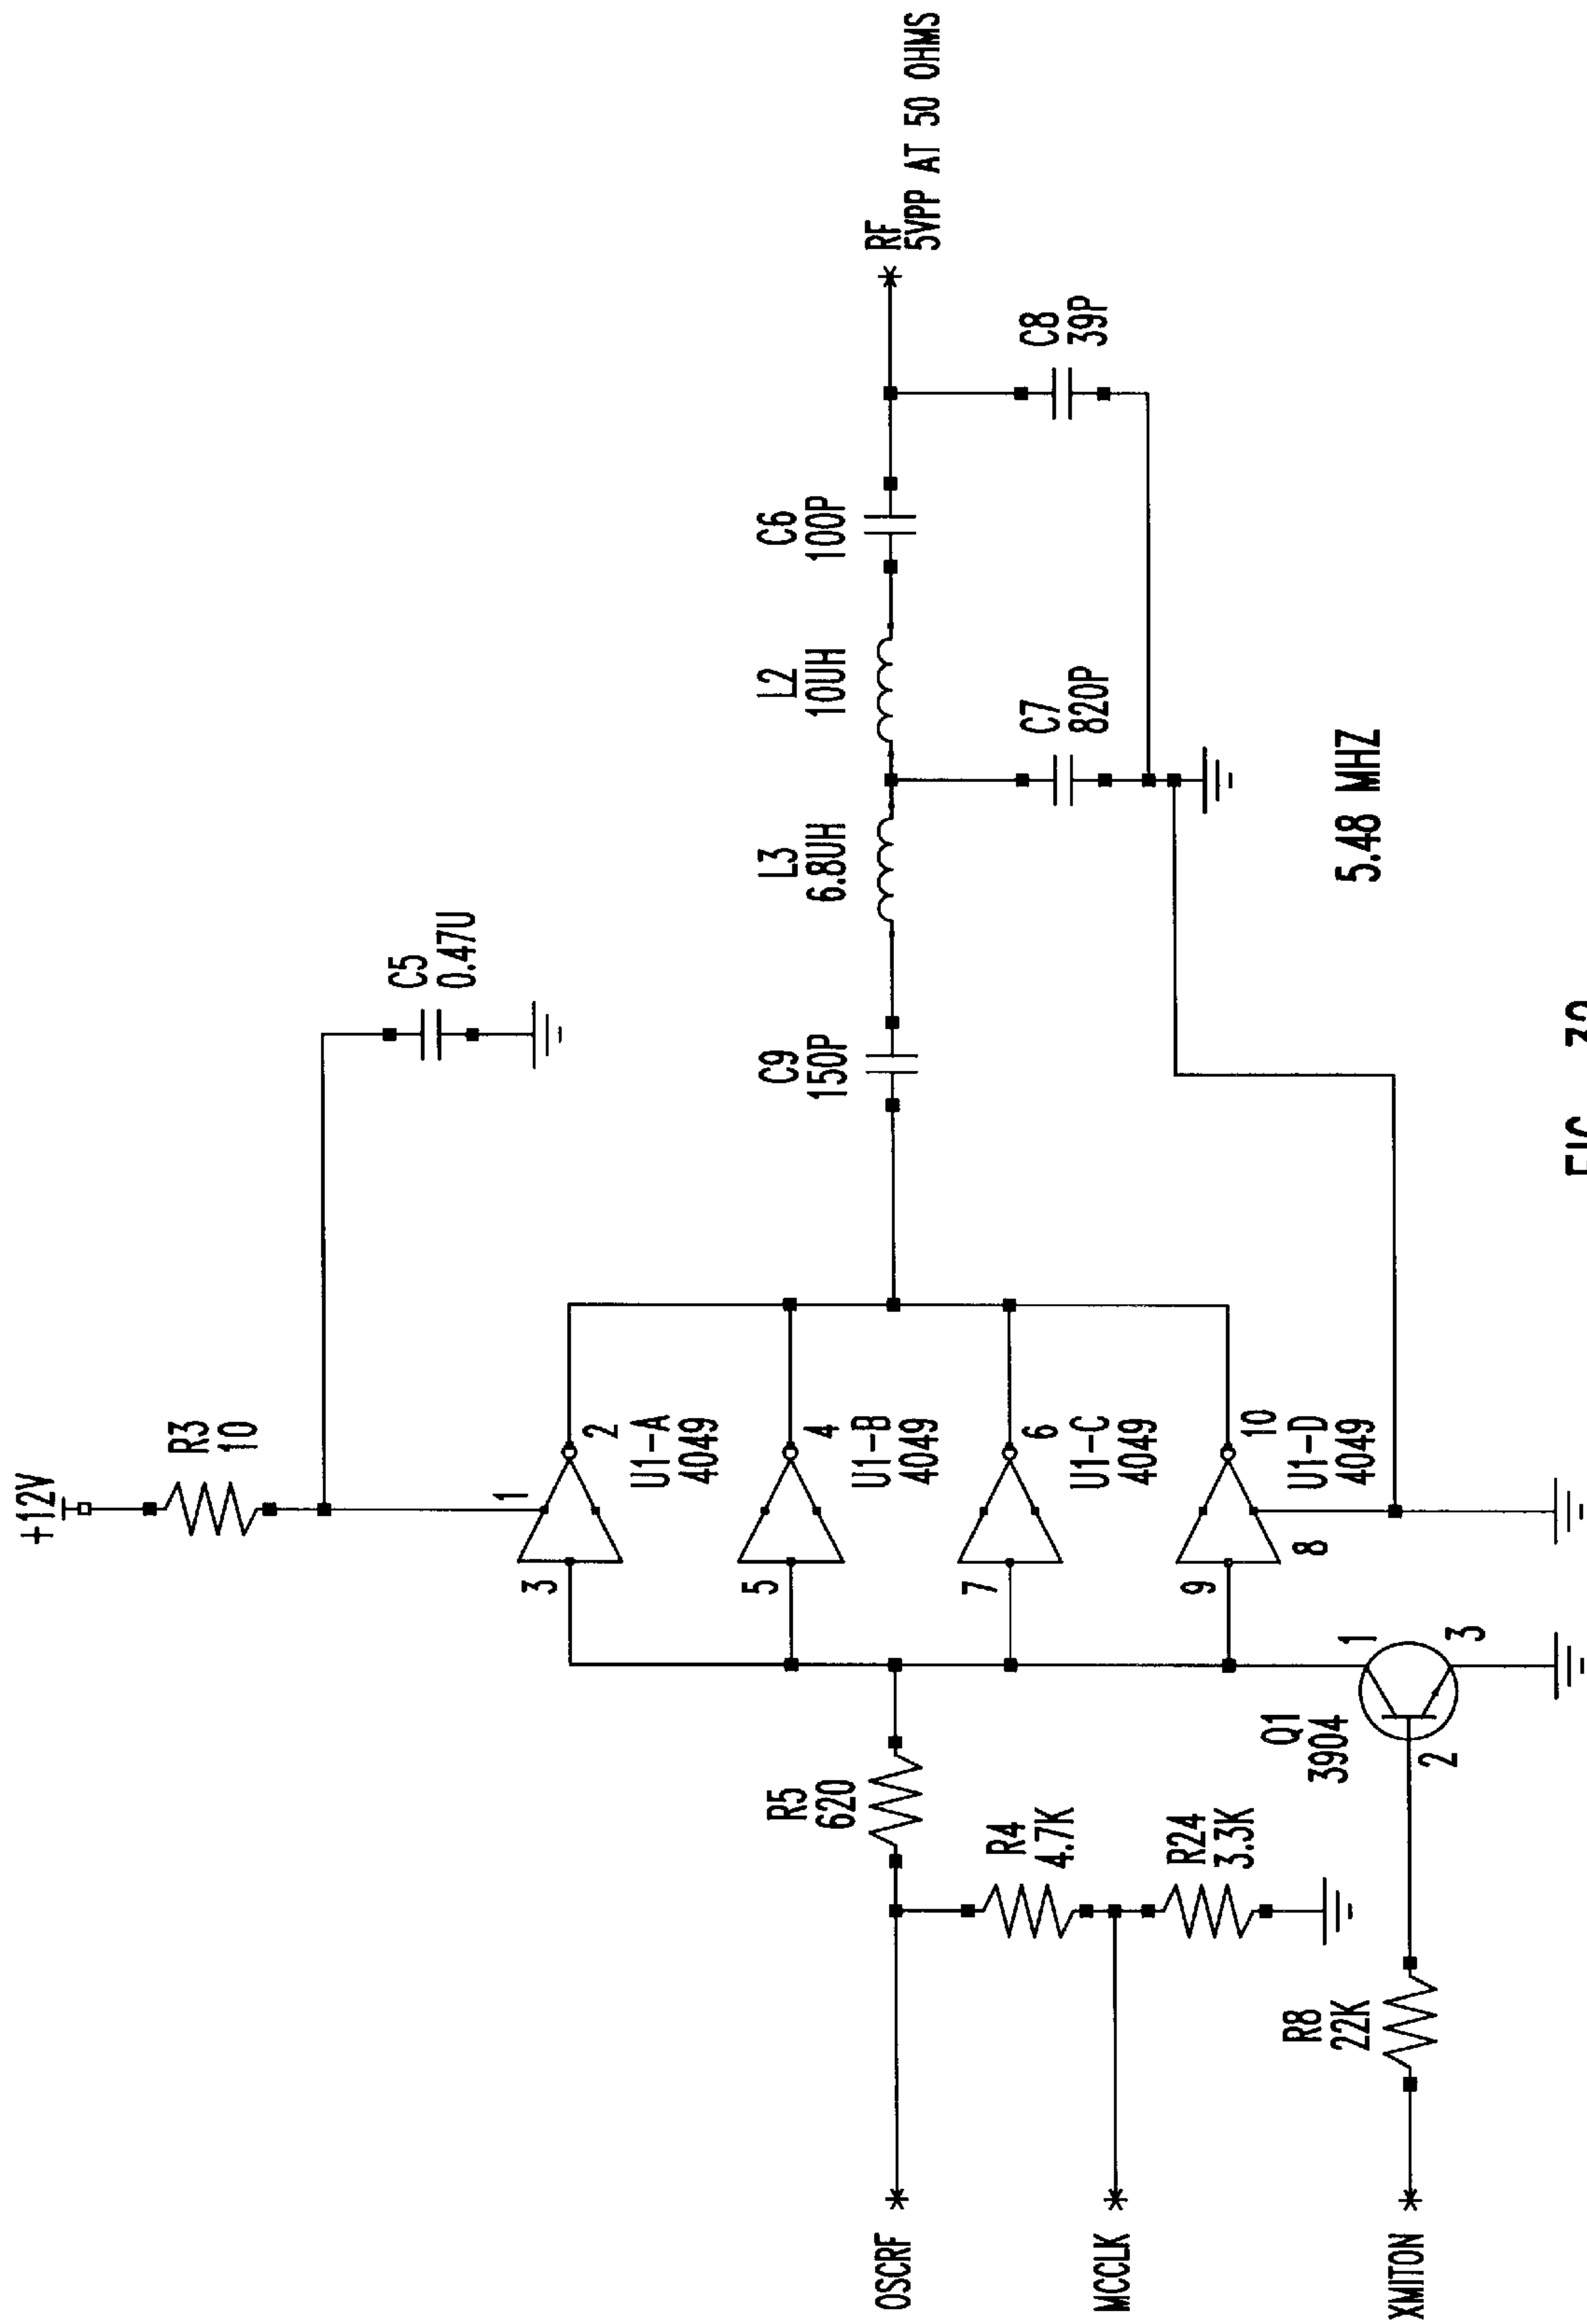 +12V
R3
10
C5
0.47U
1
3
2
U1-A
4049
5
4
U1-B
4049
7
6
U1-C
4049
9
10
8
U1-D
4049
C9
150P
L3
6.8UH
L2
10UH
C6
100P
C7
820P
C8
39P
RF
5VPP AT 50 OHMS
OSCRF
R5
620
R4
4.7K
MCCLK
R24
3.3K
XMITON
R8
22K
Q1
3904
1
2
3
5.48 MHZ